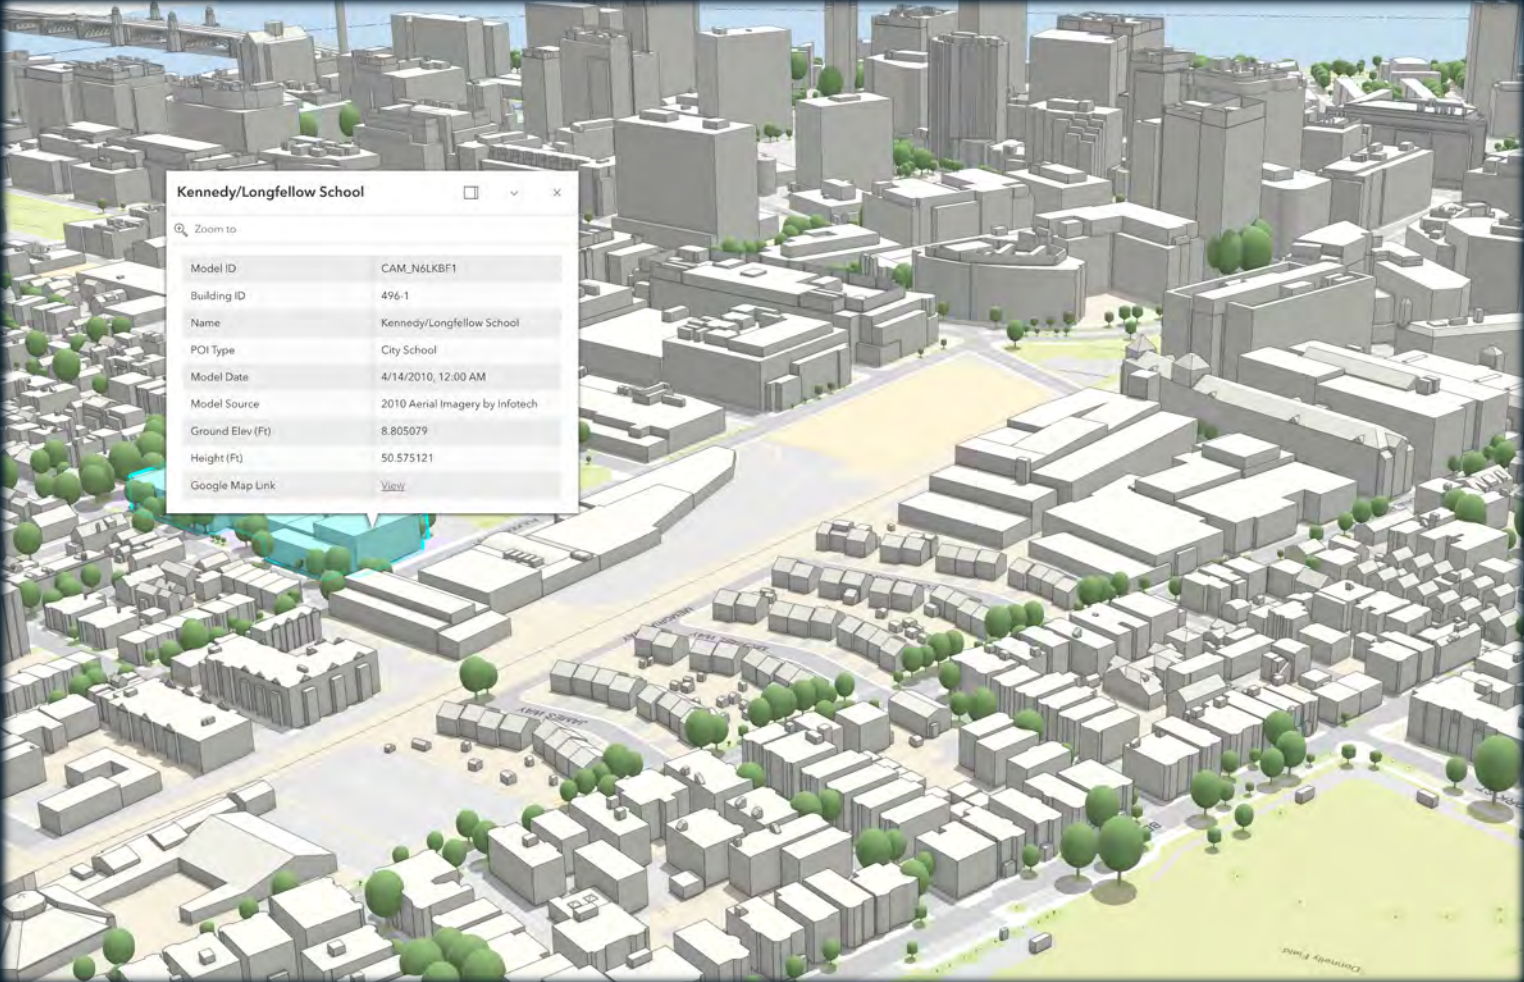 Kennedy/Longfellow School
Zoom to
Model ID CAM_N6LKBF1
Building ID 496-1
Name Kennedy/Longfellow School
POI Type City School
Model Date 4/14/2010, 12:00 AM
Model Source 2010 Aerial Imagery by Infotech
Ground Elev (Ft) 8.805079
Height (Ft) 50.575121
Google Map Link View
JAMES WAY
Donnelly Field